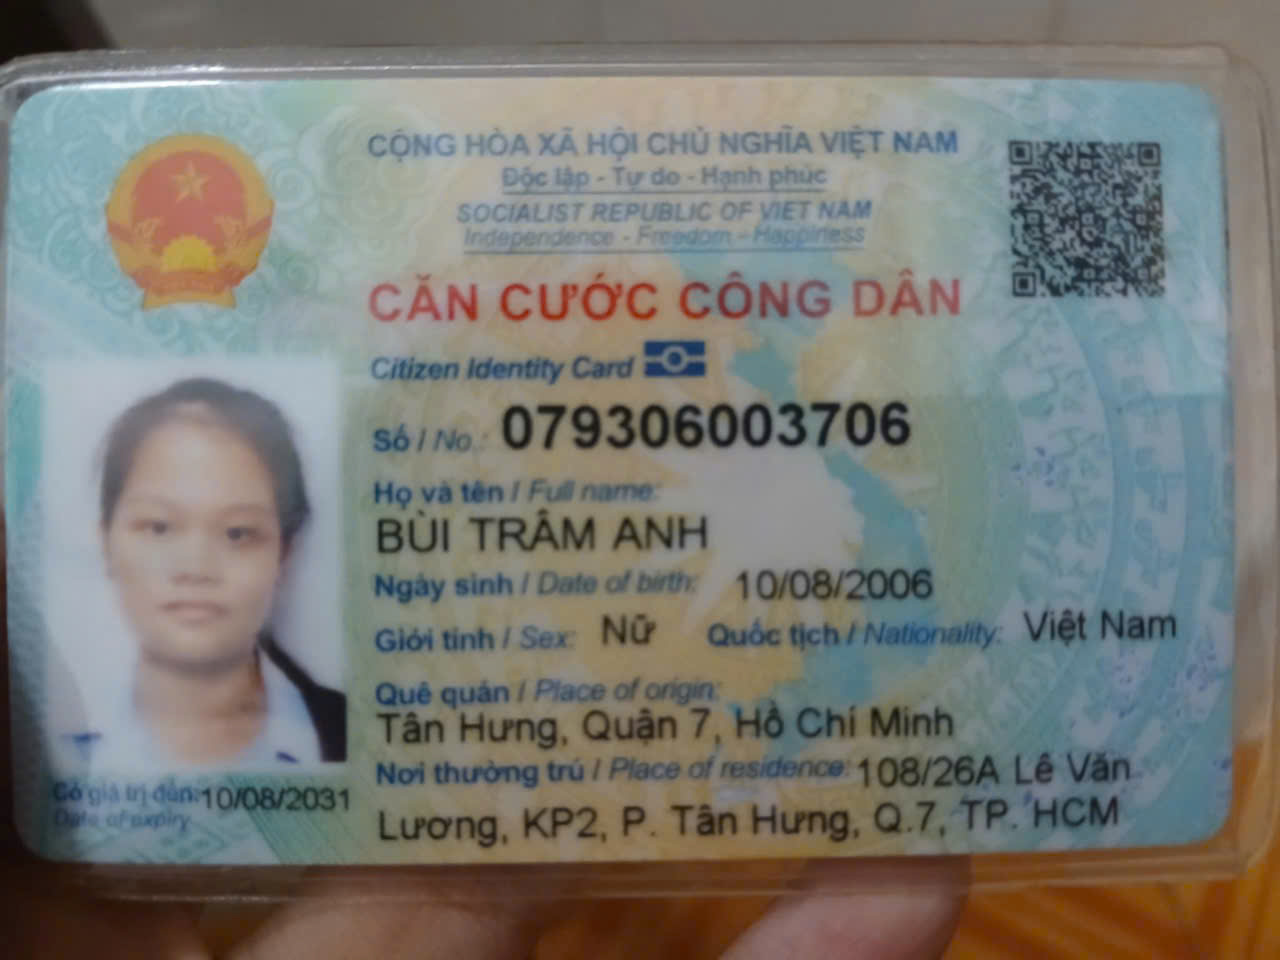 CỘNG HÒA XÃ HỘI CHỦ NGHĨA VIỆT NAM
Độc lập - Tự do - Hạnh phúc
SOCIALIST REPUBLIC OF VIET NAM
Independence - Freedom - Happiness
CĂN CƯỚC CÔNG DÂN
Citizen Identity Card
Số / No.: 079306003706
Họ và tên / Full name:
BÙI TRÂM ANH
Ngày sinh / Date of birth: 10/08/2006
Giới tính / Sex: Nữ Quốc tịch / Nationality: Việt Nam
Quê quán / Place of origin:
Tân Hưng, Quận 7, Hồ Chí Minh
Nơi thường trú / Place of residence: 108/26A Lê Văn
Lương, KP2, P. Tân Hưng, Q.7, TP. HCM
Có giá trị đến: 10/08/2031
Date of expiry